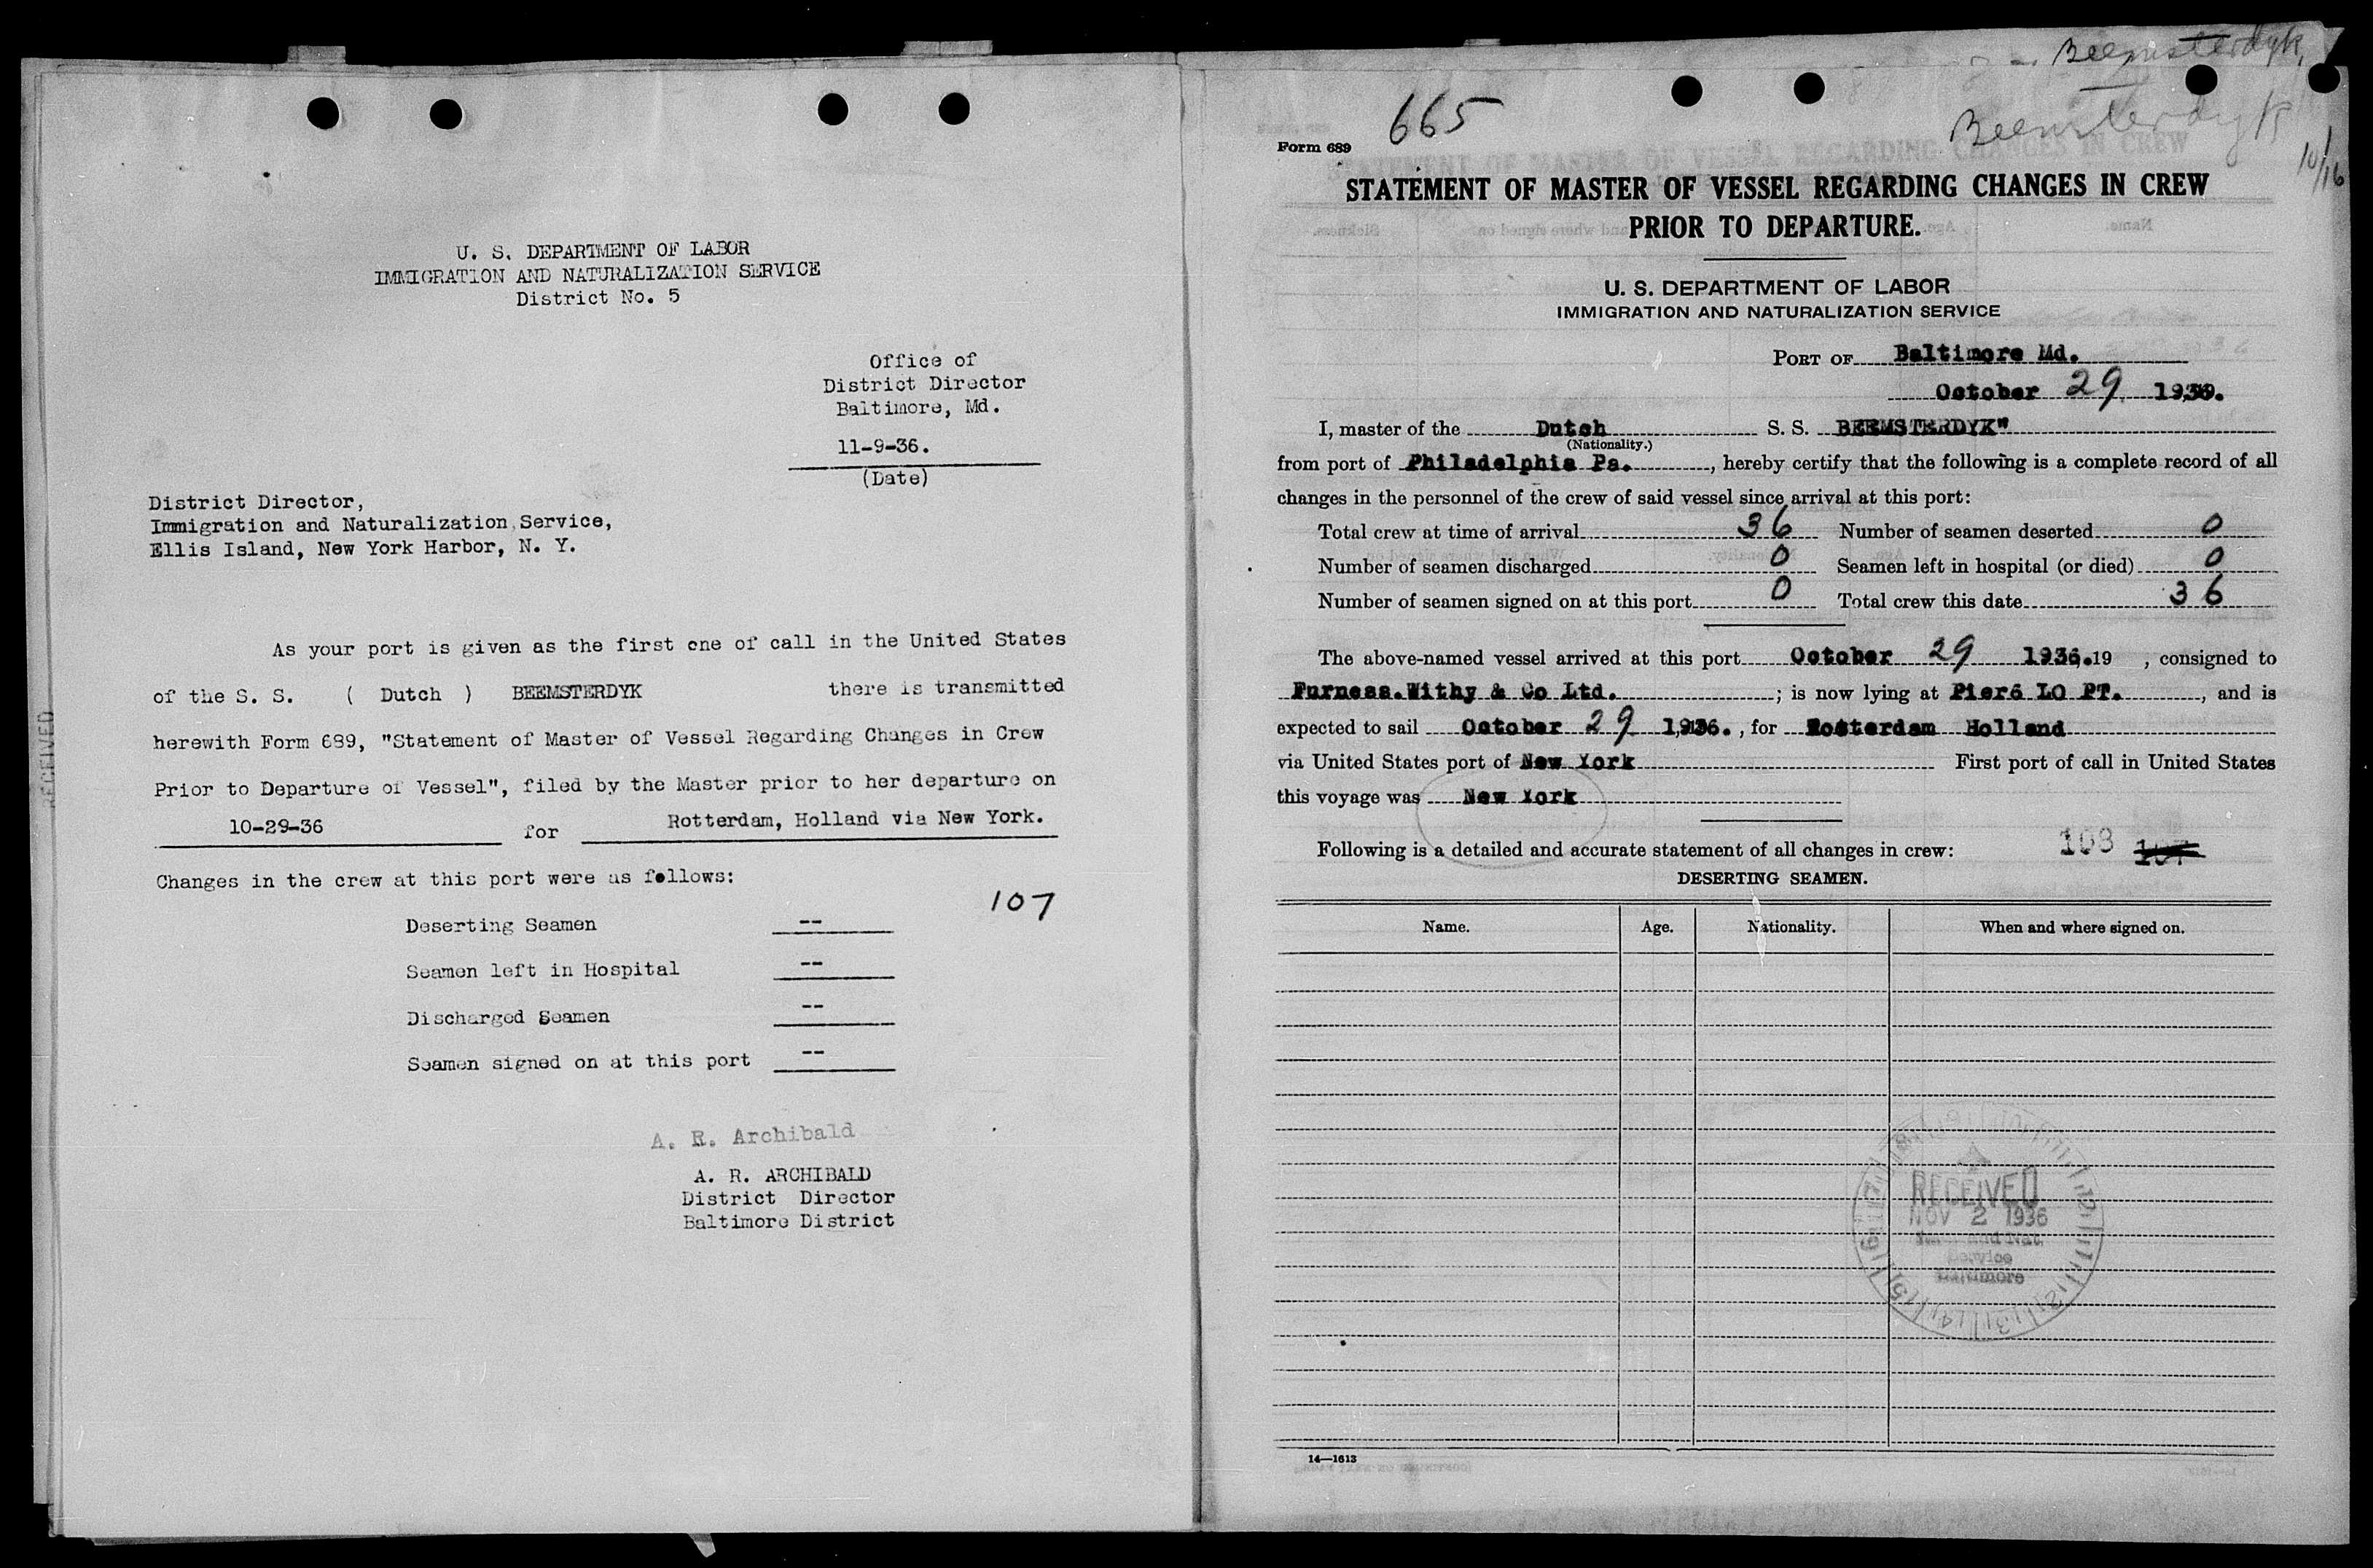 U. S. DEPARTMENT OF LABOR
IMMIGRATION AND NATURALIZATION SERVICE
District No. 5
Office of
District Director
Baltimore, Md.
11-9-36.
(Date)
District Director,
Immigration and Naturalization Service,
Ellis Island, New York Harbor, N. Y.
As your port is given as the first one of call in the United States
of the S. S. ( Dutch ) BEEMSTERDYK there is transmitted
herewith Form 689, "Statement of Master of Vessel Regarding Changes in Crew
Prior to Departure of Vessel", filed by the Master prior to her departure on
10-29-36 for Rotterdam, Holland via New York.
Changes in the crew at this port were as follows:
107
Deserting Seamen --
Seamen left in Hospital --
Discharged Seamen --
Seamen signed on at this port --
A. R. Archibald
A. R. ARCHIBALD
District Director
Baltimore District
RECEIVED
Beemsterdyk,
665
Beemsterdyk
10/16
Form 689
STATEMENT OF MASTER OF VESSEL REGARDING CHANGES IN CREW
PRIOR TO DEPARTURE.
U. S. DEPARTMENT OF LABOR
IMMIGRATION AND NATURALIZATION SERVICE
PORT OF Baltimore Md.
October 29 1936.
I, master of the Dutch S. S. BEEMSTERDYK"
(Nationality.)
from port of Philadelphia Pa. , hereby certify that the following is a complete record of all
changes in the personnel of the crew of said vessel since arrival at this port:
Total crew at time of arrival 36 Number of seamen deserted 0
Number of seamen discharged 0 Seamen left in hospital (or died) 0
Number of seamen signed on at this port 0 Total crew this date 36
The above-named vessel arrived at this port October 29 1936.19 , consigned to
Furness.Withy & Co Ltd. ; is now lying at Pier6 LO PT. , and is
expected to sail October 29 1936. , for Rotterdam Holland
via United States port of New York First port of call in United States
this voyage was New York
Following is a detailed and accurate statement of all changes in crew:
108 107
DESERTING SEAMEN.
Name. Age. Nationality. When and where signed on.
RECEIVED
NOV 2 1936
Service
Baltimore
14—1613